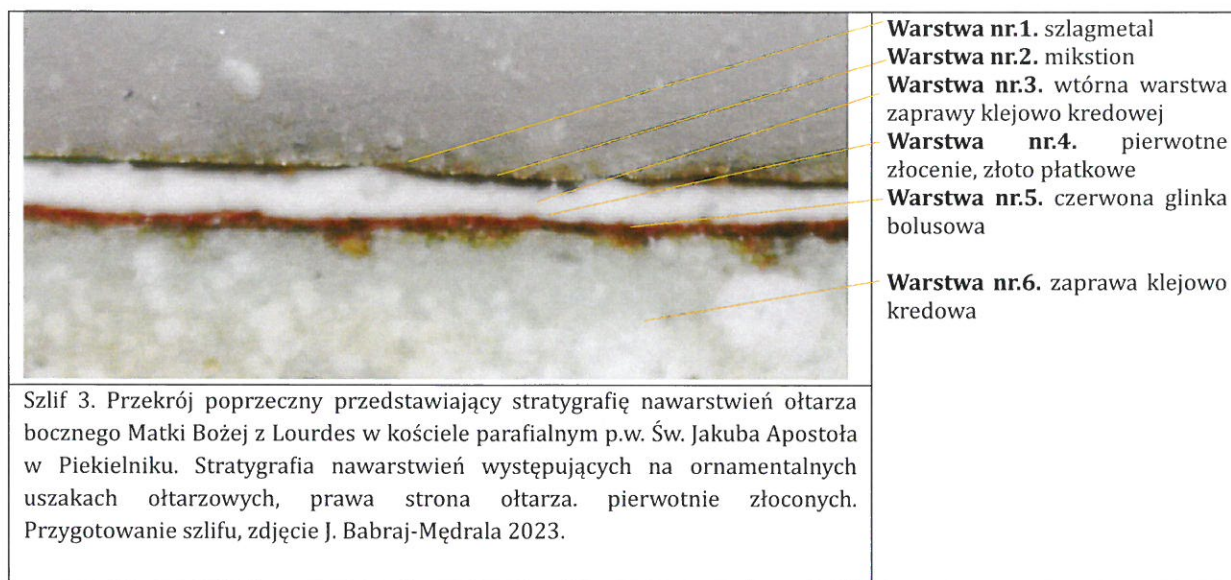 Warstwa nr.1. szlagmetal
Warstwa nr.2. mikstion
Warstwa nr.3. wtórna warstwa
zaprawy klejowo kredowej
Warstwa nr.4. pierwotne
złocenie, złoto płatkowe
Warstwa nr.5. czerwona glinka
bolusowa
Warstwa nr.6. zaprawa klejowo
kredowa
Szlif 3. Przekrój poprzeczny przedstawiający stratygrafię nawarstwień ołtarza
bocznego Matki Bożej z Lourdes w kościele parafialnym p.w. Św. Jakuba Apostoła
w Piekielniku. Stratygrafia nawarstwień występujących na ornamentalnych
uszakach ołtarzowych, prawa strona ołtarza. pierwotnie złoconych.
Przygotowanie szlifu, zdjęcie J. Babraj-Mędrala 2023.